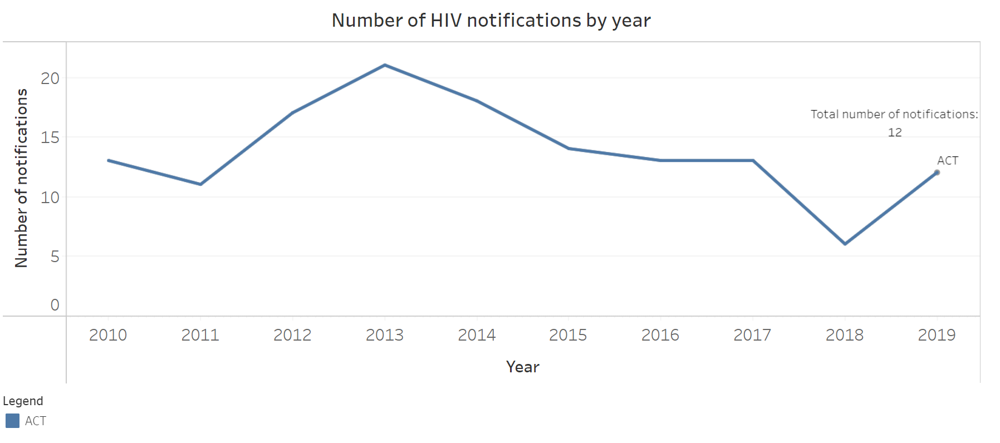 Number of HIV notifications by year
Number of notifications
20
15
10
5
0
Total number of notifications:
12
ACT
2010 2011 2012 2013 2014 2015 2016 2017 2018 2019
Year
Legend
ACT